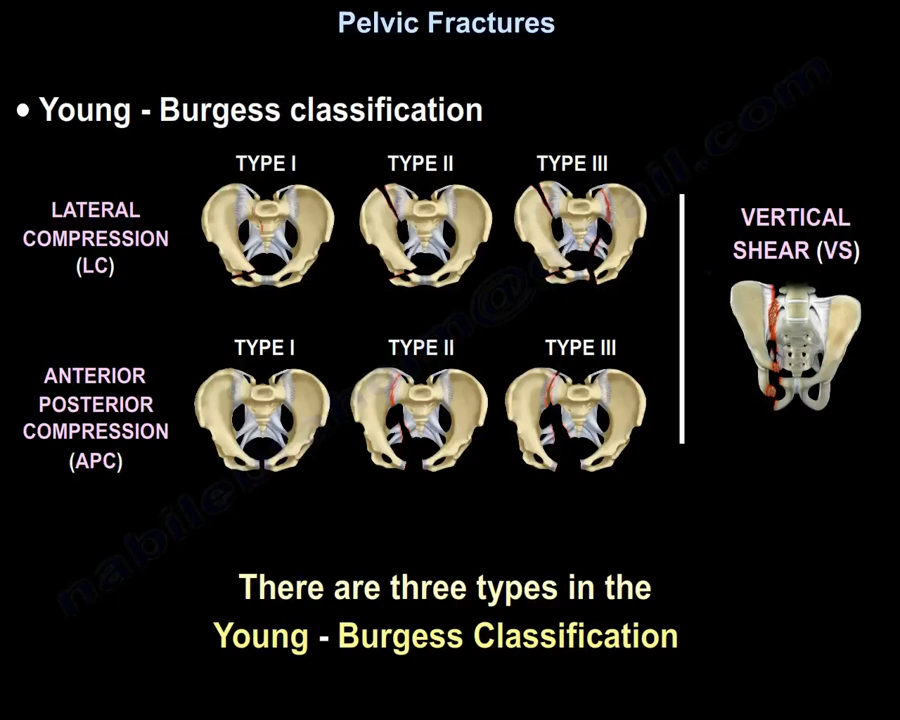 Pelvic Fractures
• Young - Burgess classification
TYPE I TYPE II TYPE III
LATERAL
COMPRESSION
(LC)
VERTICAL
SHEAR (VS)
TYPE I TYPE II TYPE III
ANTERIOR
POSTERIOR
COMPRESSION
(APC)
There are three types in the
Young - Burgess Classification